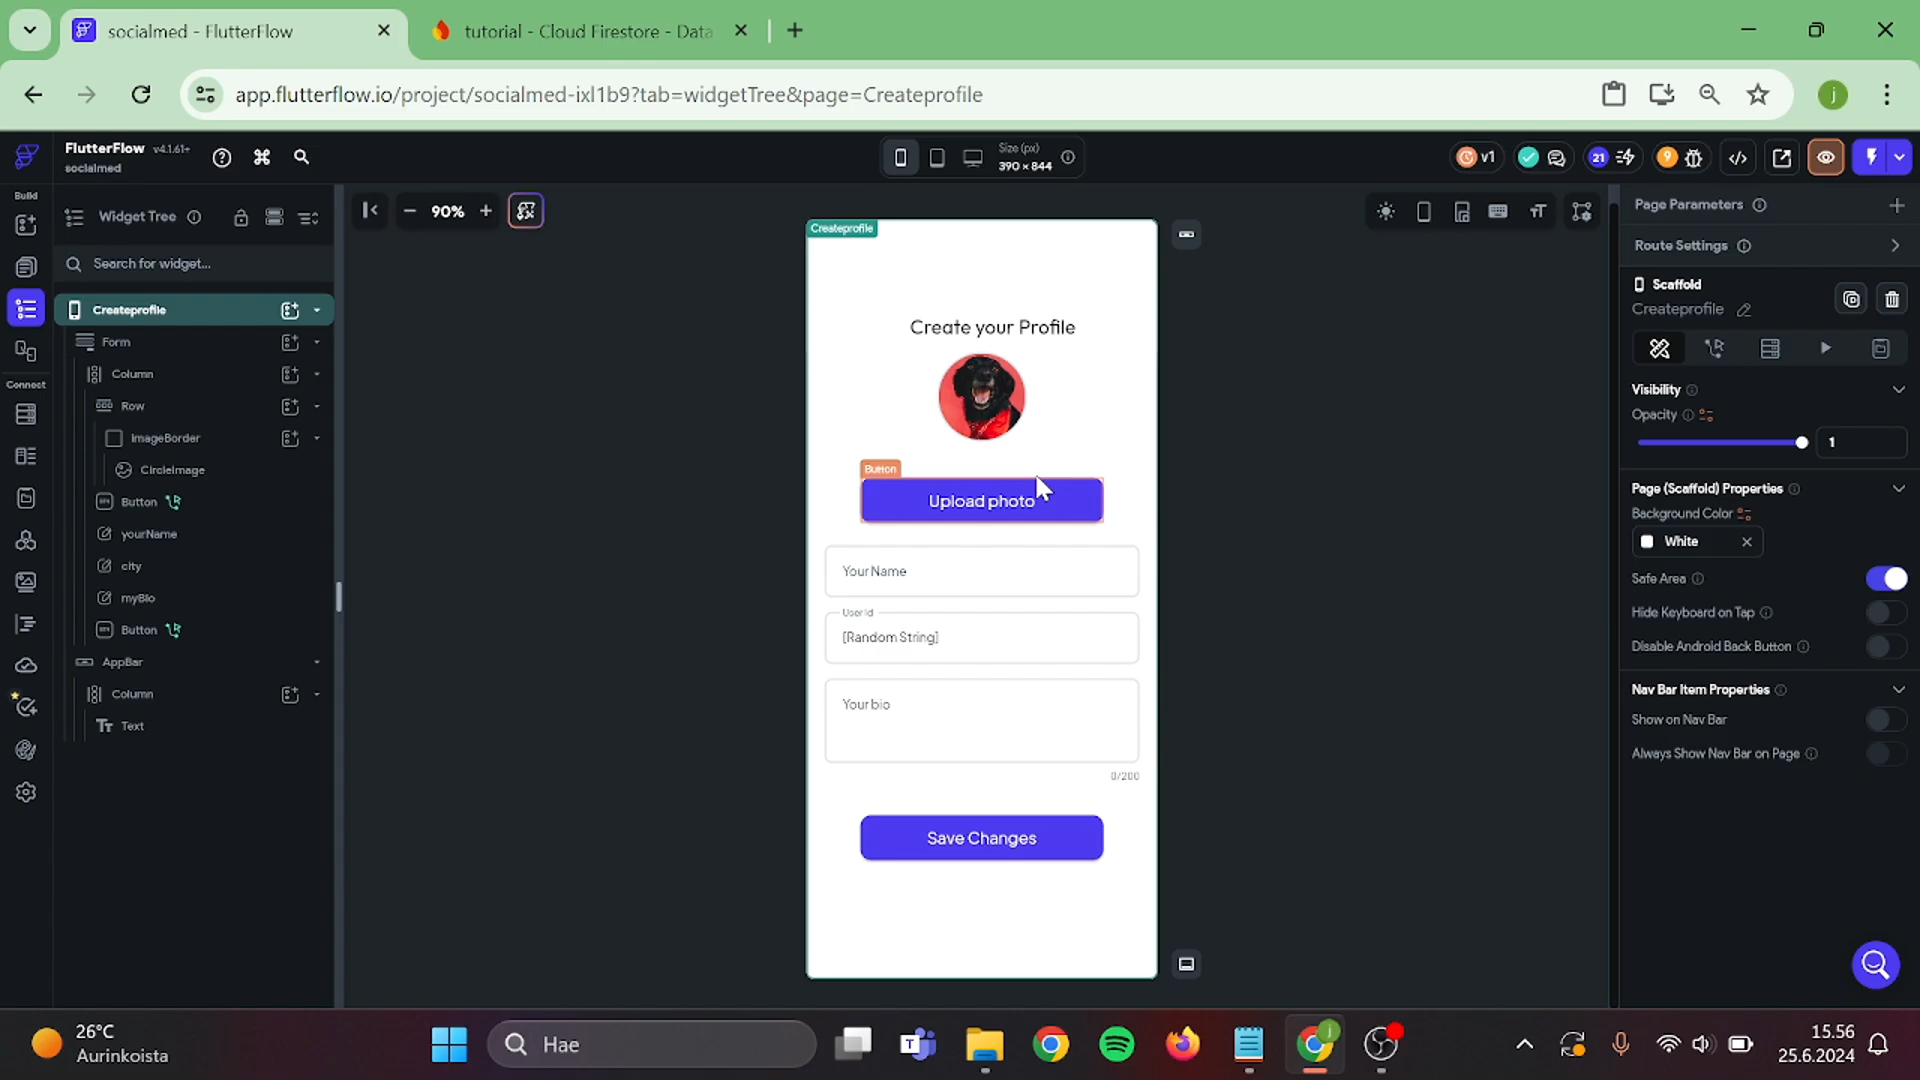 socialmed - FlutterFlow
tutorial - Cloud Firestore - Data
app.flutterflow.io/project/socialmed-ixl1b9?tab=widgetTree&page=Createprofile
j
FlutterFlow v4.1.61+
socialmed
Size (px)
390 × 844
v1
21
9
Build
Widget Tree
90%
Search for widget...
Createprofile
Form
Column
Connect
Row
ImageBorder
CircleImage
Button
yourName
city
myBio
Button
AppBar
Column
Text
Createprofile
Create your Profile
Button
Upload photo
Your Name
User Id
[Random String]
Your bio
0/200
Save Changes
Page Parameters
Route Settings
Scaffold
Createprofile
Visibility
Opacity
1
Page (Scaffold) Properties
Background Color
White
Safe Area
Hide Keyboard on Tap
Disable Android Back Button
Nav Bar Item Properties
Show on Nav Bar
Always Show Nav Bar on Page
26°C
Aurinkoista
Hae
j
15.56
25.6.2024